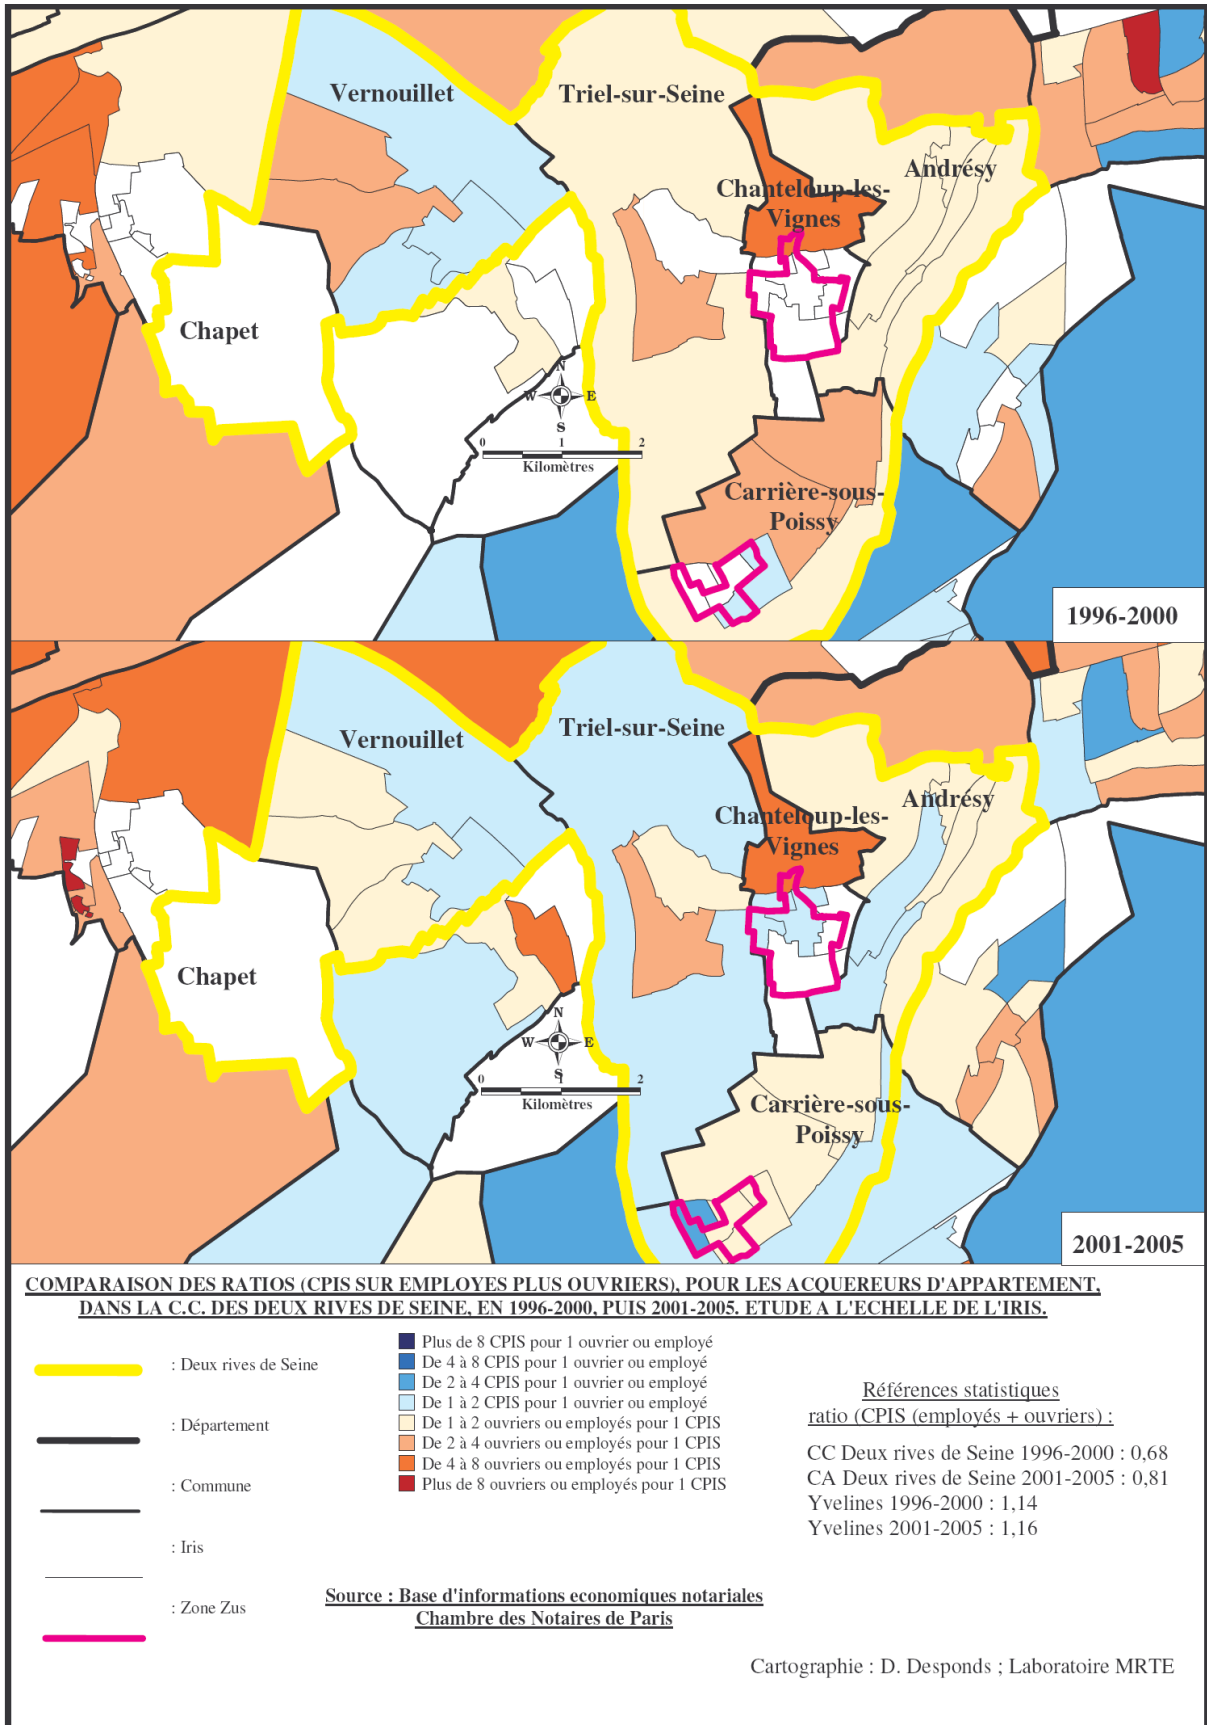 Vernouillet
Triel-sur-Seine
Andrésy
Chanteloup-les-
Vignes
Chapet
N
W
E
S
0
1
2
Kilomètres
Carrière-sous-
Poissy
1996-2000
Vernouillet
Triel-sur-Seine
Andrésy
Chanteloup-les-
Vignes
Chapet
N
W
E
S
0
1
2
Kilomètres
Carrière-sous-
Poissy
2001-2005
COMPARAISON DES RATIOS (CPIS SUR EMPLOYES PLUS OUVRIERS), POUR LES ACQUEREURS D'APPARTEMENT,
DANS LA C.C. DES DEUX RIVES DE SEINE, EN 1996-2000, PUIS 2001-2005. ETUDE A L'ECHELLE DE L'IRIS.
: Deux rives de Seine
: Département
: Commune
: Iris
: Zone Zus
Plus de 8 CPIS pour 1 ouvrier ou employé
De 4 à 8 CPIS pour 1 ouvrier ou employé
De 2 à 4 CPIS pour 1 ouvrier ou employé
De 1 à 2 CPIS pour 1 ouvrier ou employé
De 1 à 2 ouvriers ou employés pour 1 CPIS
De 2 à 4 ouvriers ou employés pour 1 CPIS
De 4 à 8 ouvriers ou employés pour 1 CPIS
Plus de 8 ouvriers ou employés pour 1 CPIS
Références statistiques
ratio (CPIS (employés + ouvriers) :
CC Deux rives de Seine 1996-2000 : 0,68
CA Deux rives de Seine 2001-2005 : 0,81
Yvelines 1996-2000 : 1,14
Yvelines 2001-2005 : 1,16
Source : Base d'informations economiques notariales
Chambre des Notaires de Paris
Cartographie : D. Desponds ; Laboratoire MRTE